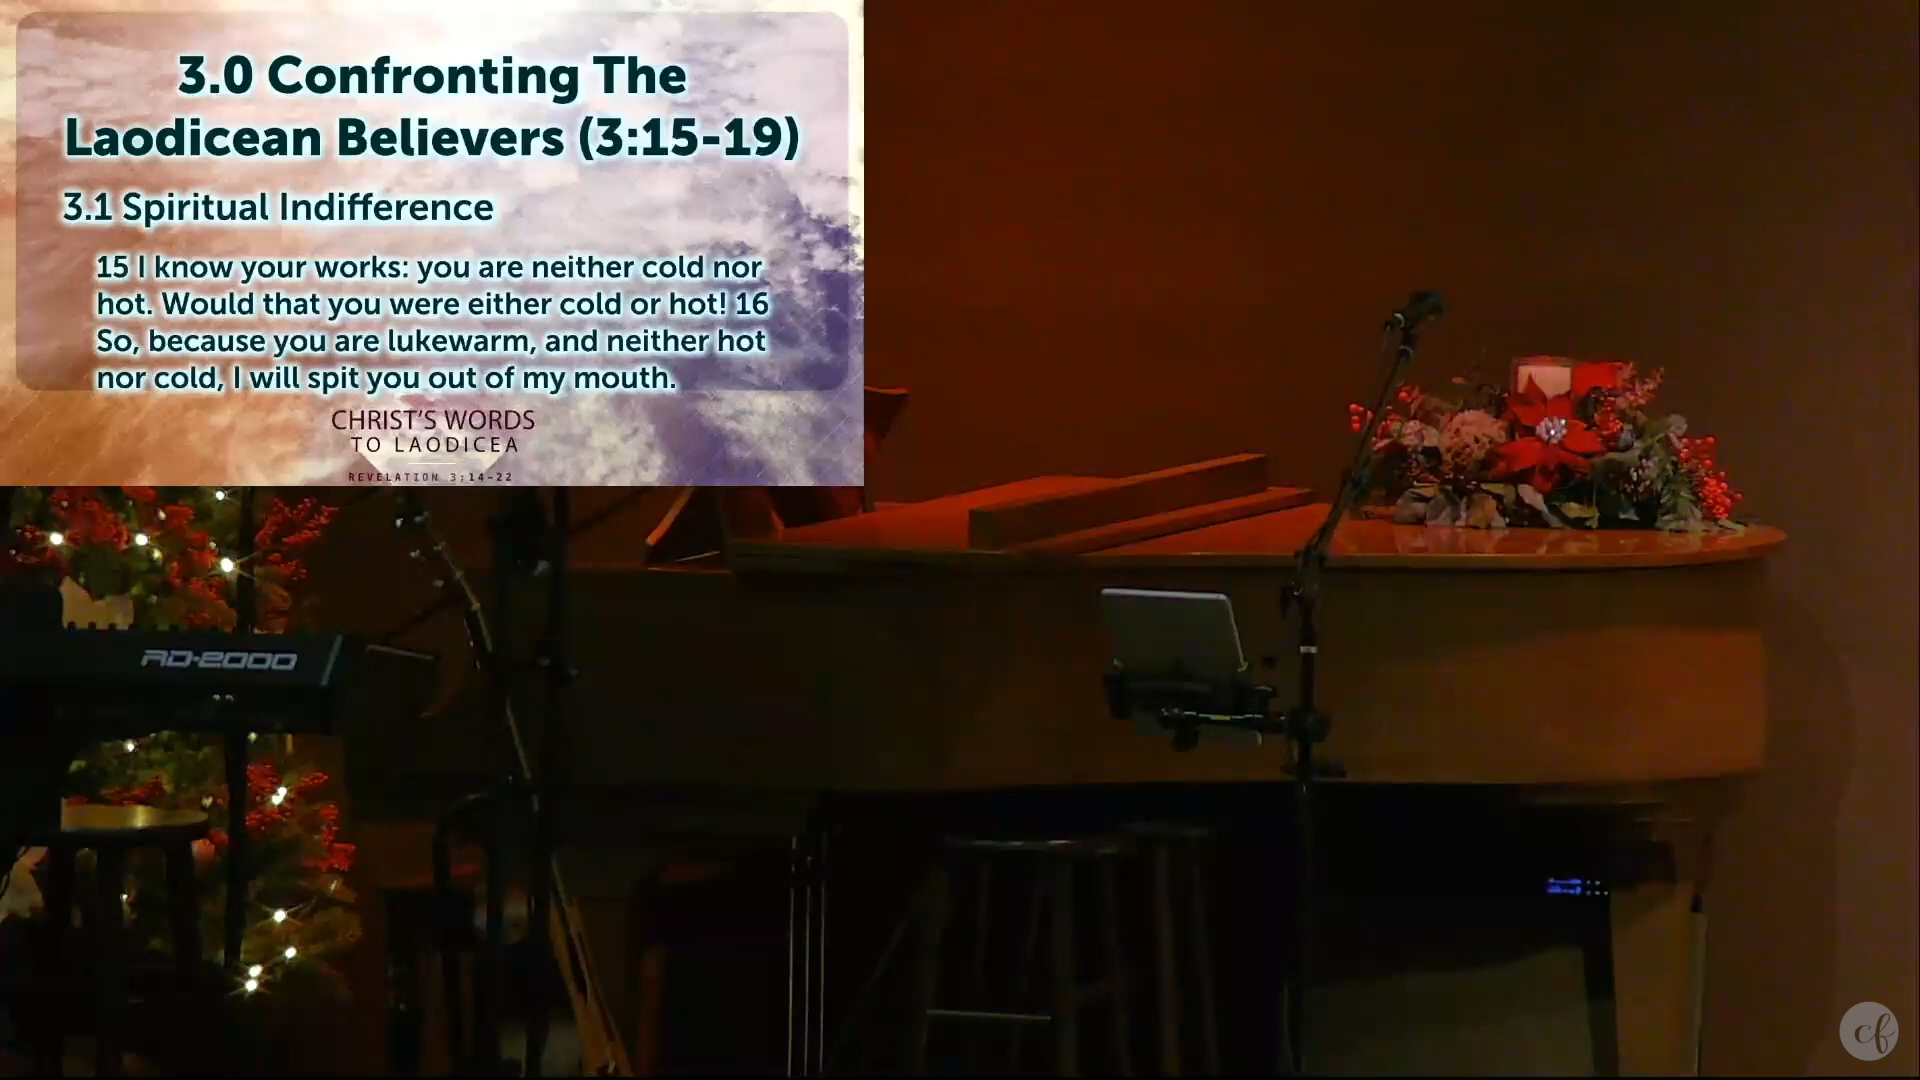 3.0 Confronting The
Laodicean Believers (3:15-19)
3.1 Spiritual Indifference
15 I know your works: you are neither cold nor
hot. Would that you were either cold or hot! 16
So, because you are lukewarm, and neither hot
nor cold, I will spit you out of my mouth.
CHRIST'S WORDS
TO LAODICEA
REVELATION 3:14-22
RD-2000
cf